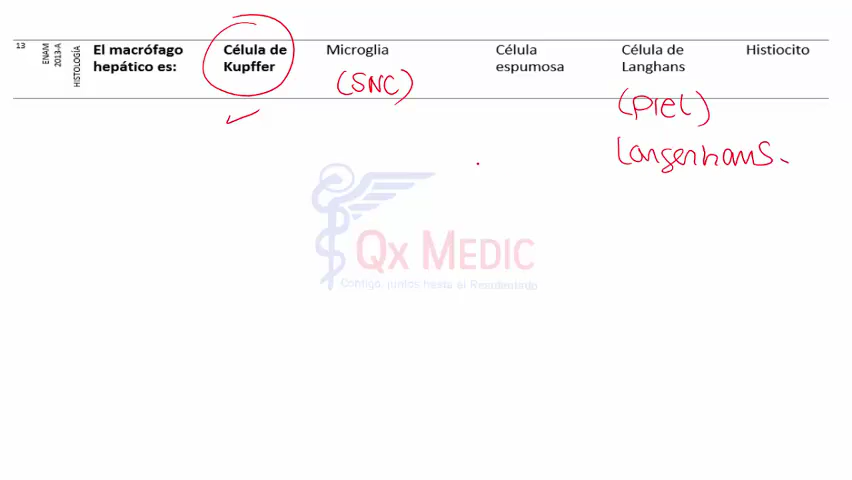 13
ENAM
2013-A
HISTOLOGÍA
El macrófago
hepático es:
Célula de
Kupffer
Microglia
(SNC)
Célula
espumosa
Célula de
Langhans
(PIEL)
Langerhans.
Histiocito
Qx MEDIC
Contigo, juntos hasta el Residentado